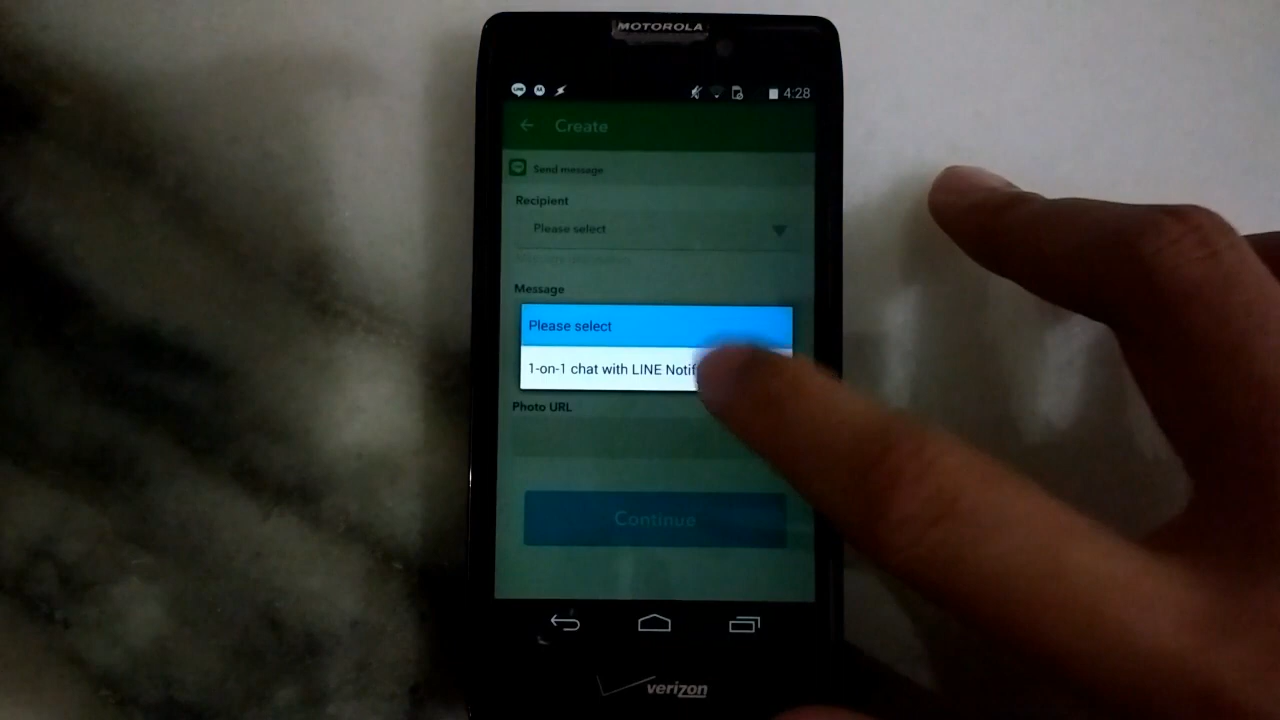 MOTOROLA
LINE
4:28
Create
Send message
Recipient
Please select
Message
Please select
1-on-1 chat with LINE Notif
Photo URL
Continue
verizon